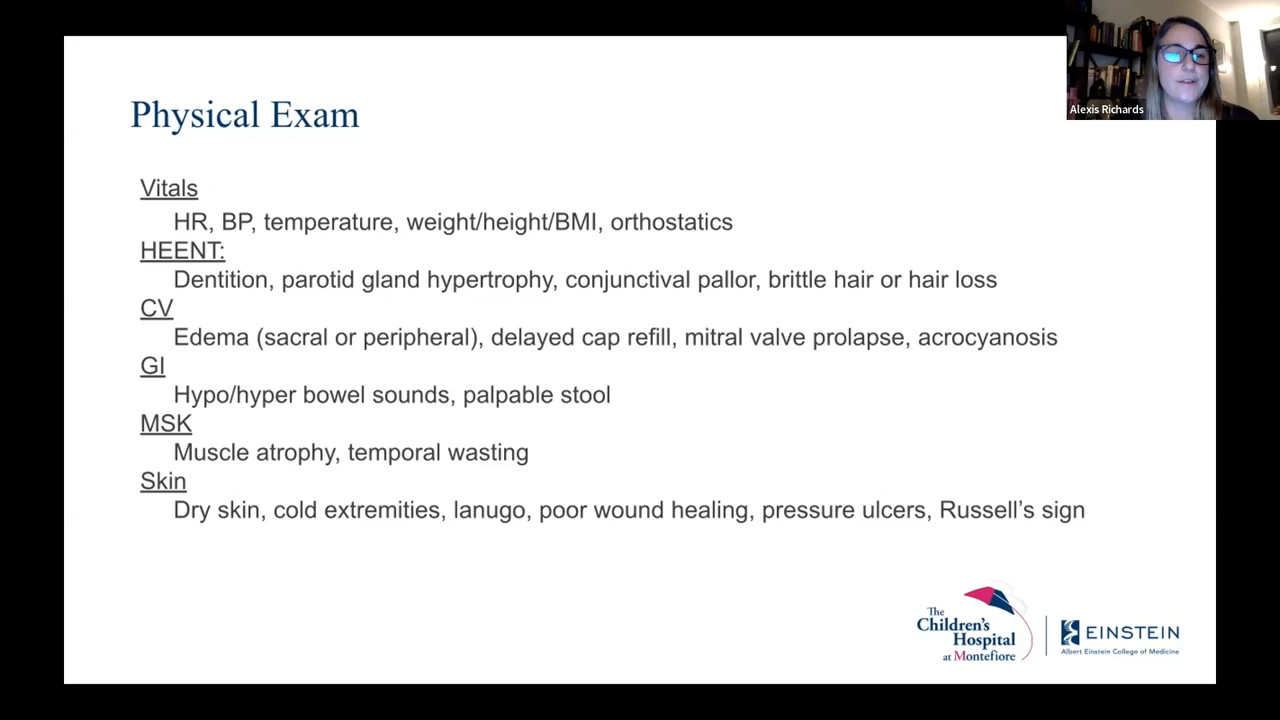 Alexis Richards
Physical Exam
Vitals
HR, BP, temperature, weight/height/BMI, orthostatics
HEENT:
Dentition, parotid gland hypertrophy, conjunctival pallor, brittle hair or hair loss
CV
Edema (sacral or peripheral), delayed cap refill, mitral valve prolapse, acrocyanosis
GI
Hypo/hyper bowel sounds, palpable stool
MSK
Muscle atrophy, temporal wasting
Skin
Dry skin, cold extremities, lanugo, poor wound healing, pressure ulcers, Russell’s sign
The
Children's
Hospital
at Montefiore
EINSTEIN
Albert Einstein College of Medicine